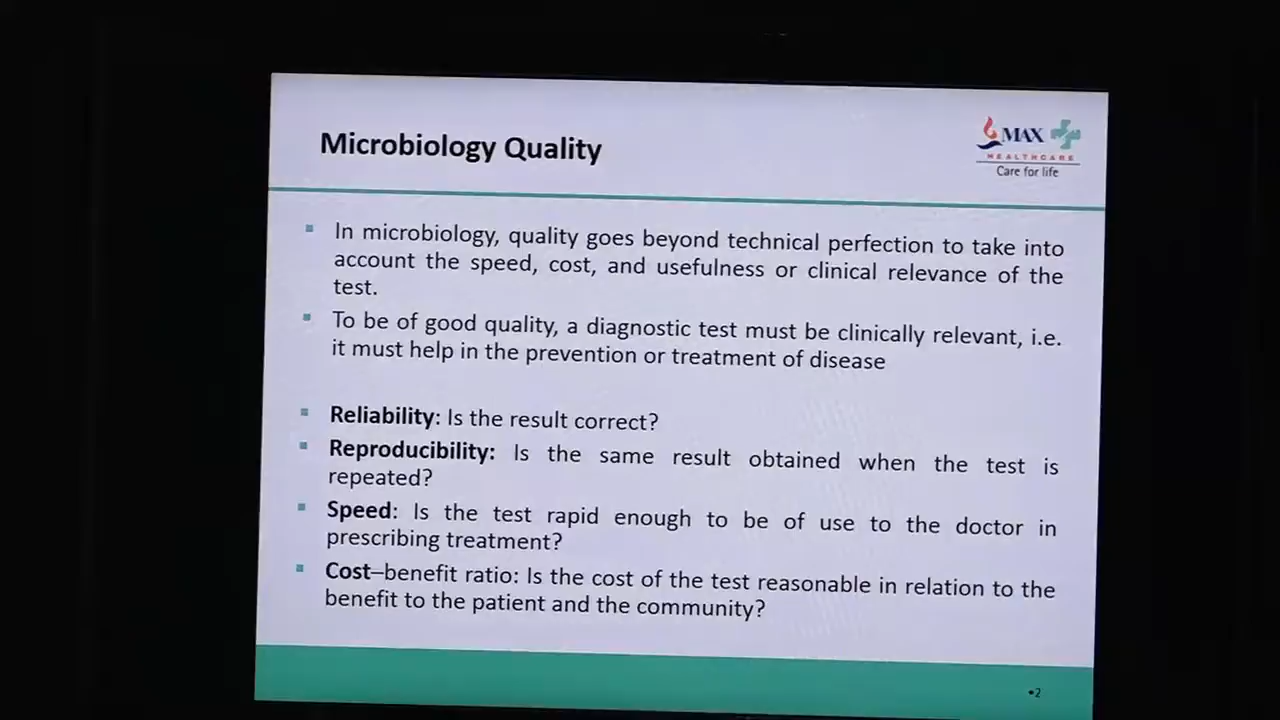 Microbiology Quality
MAX
HEALTHCARE
Care for life
In microbiology, quality goes beyond technical perfection to take into
account the speed, cost, and usefulness or clinical relevance of the
test.
To be of good quality, a diagnostic test must be clinically relevant, i.e.
it must help in the prevention or treatment of disease
Reliability: Is the result correct?
Reproducibility: Is the same result obtained when the test is
repeated?
Speed: Is the test rapid enough to be of use to the doctor in
prescribing treatment?
Cost–benefit ratio: Is the cost of the test reasonable in relation to the
benefit to the patient and the community?
•2